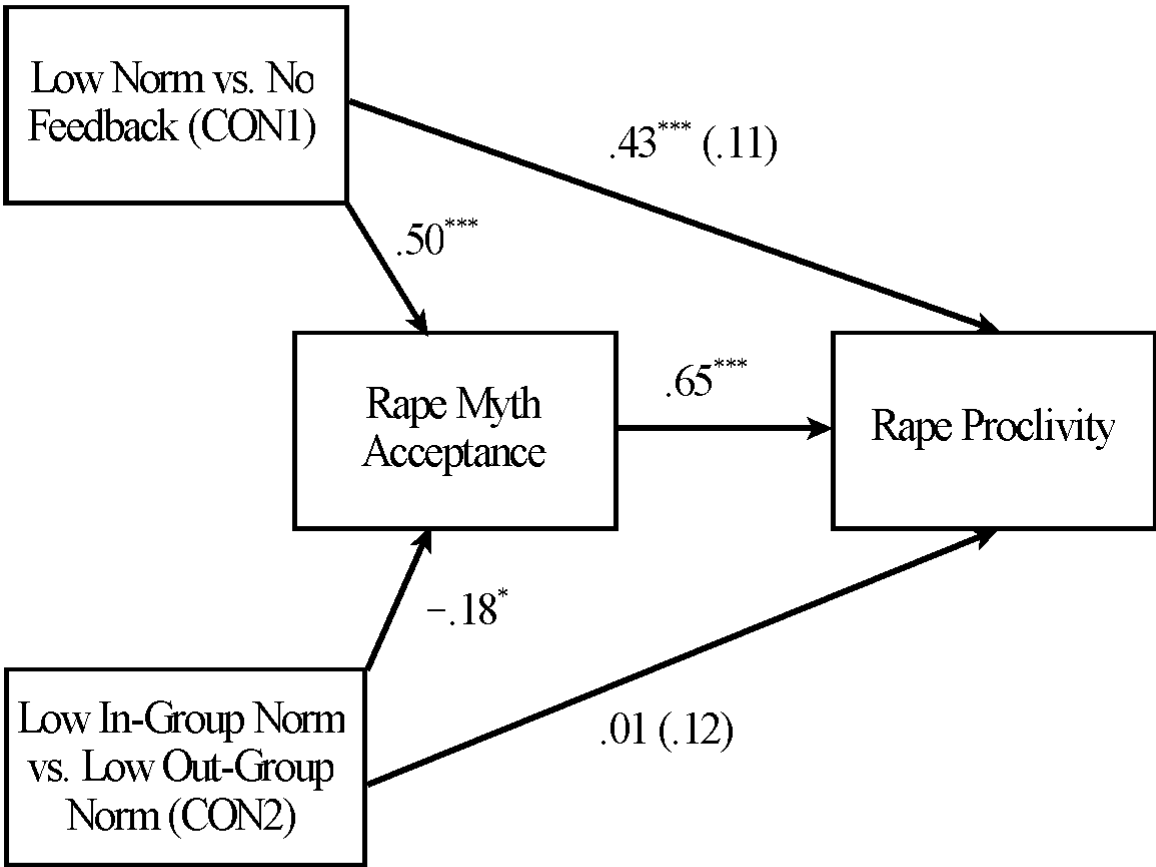 Low Norm vs. No
Feedback (CON1)
.43*** (.11)
.50***
Rape Myth
Acceptance
.65***
Rape Proclivity
−.18*
Low In-Group Norm
vs. Low Out-Group
Norm (CON2)
.01 (.12)